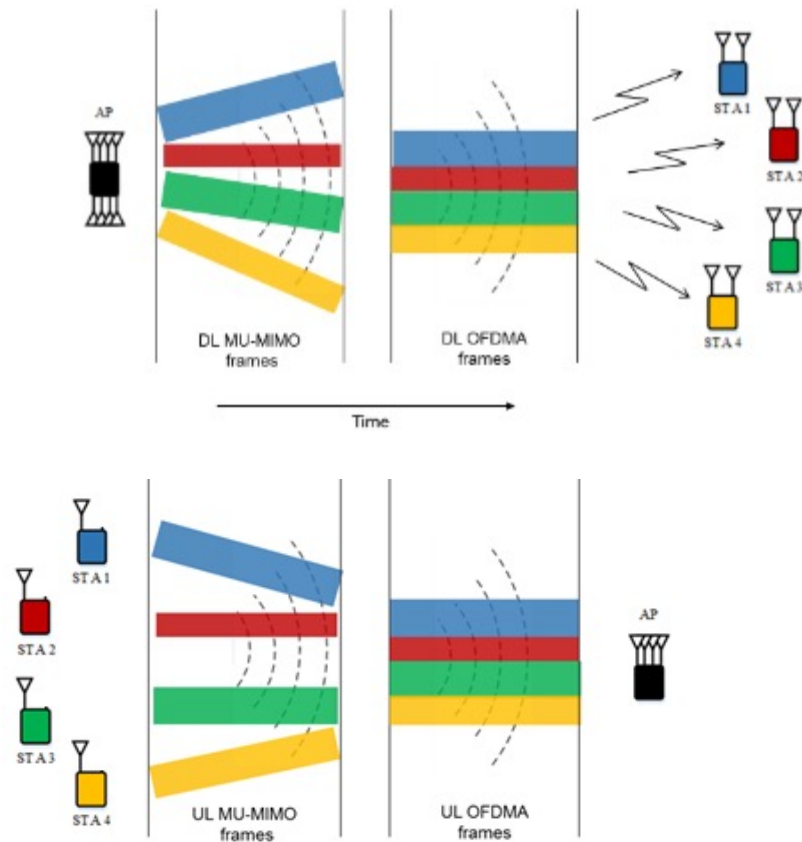 AP
STA 1
STA 2
STA 3
STA 4
DL MU-MIMO
frames
DL OFDMA
frames
Time
STA 1
STA 2
STA 3
STA 4
AP
UL MU-MIMO
frames
UL OFDMA
frames